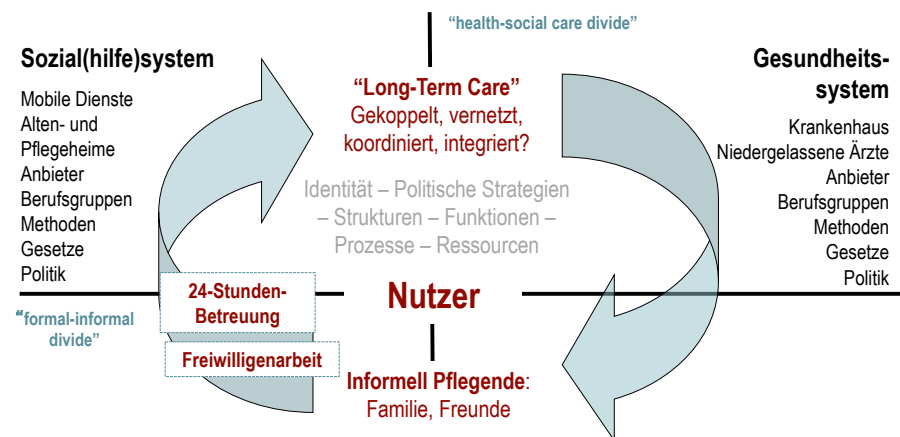 “health-social care divide”
Sozial(hilfe)system
Mobile Dienste
Alten- und
Pflegeheime
Anbieter
Berufsgruppen
Methoden
Gesetze
Politik
“Long-Term Care”
Gekoppelt, vernetzt,
koordiniert, integriert?
Identität – Politische Strategien
– Strukturen – Funktionen –
Prozesse – Ressourcen
Gesundheits-
system
Krankenhaus
Niedergelassene Ärzte
Anbieter
Berufsgruppen
Methoden
Gesetze
Politik
“formal-informal
divide”
24-Stunden-
Betreuung
Freiwilligenarbeit
Nutzer
Informell Pflegende:
Familie, Freunde